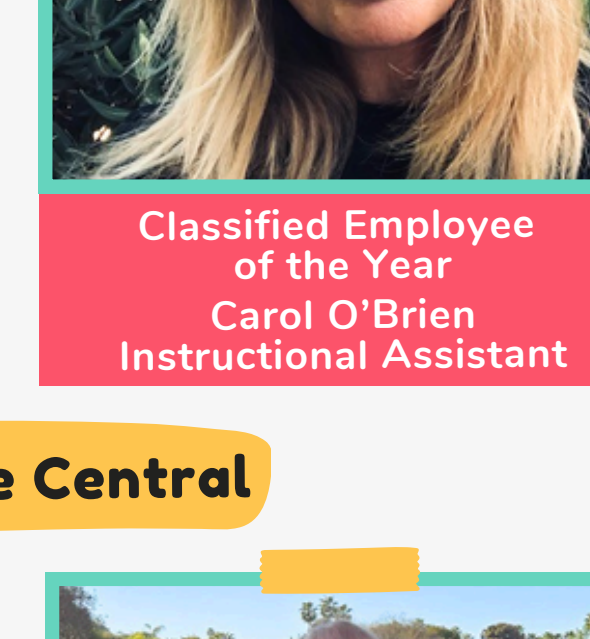 Classified Employee
of the Year
Carol O’Brien
Instructional Assistant
e Central